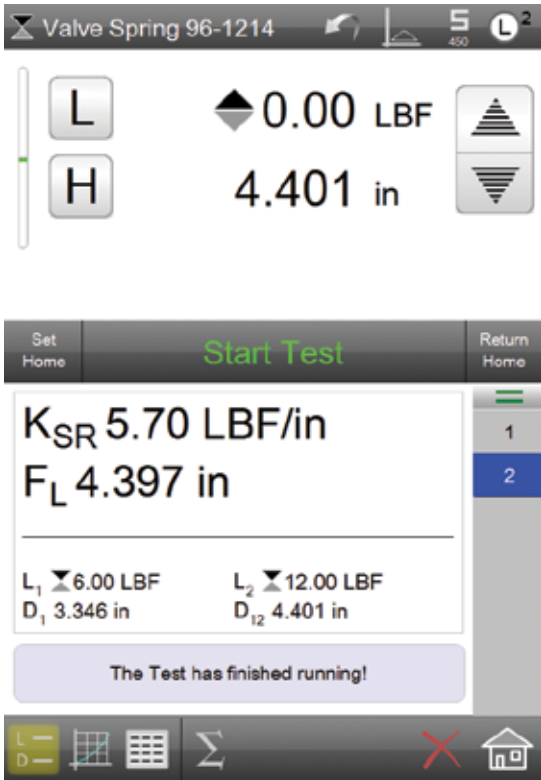 Valve Spring 96-1214
5 450
L2
L
0.00 LBF
H
4.401 in
Set Home
Start Test
Return Home
KSR 5.70 LBF/in
FL 4.397 in
L1 6.00 LBF
L2 12.00 LBF
D1 3.346 in
D12 4.401 in
1
2
The Test has finished running!
L
D
Σ